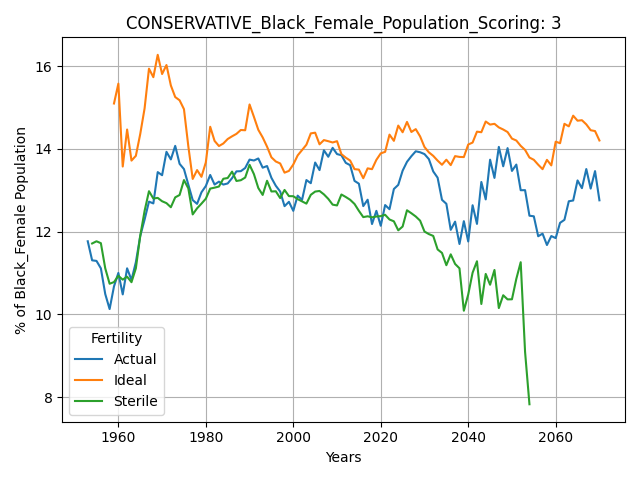 CONSERVATIVE_Black_Female_Population_Scoring: 3
% of Black_Female Population
16
14
12
10
8
Fertility
Actual
Ideal
Sterile
1960 1980 2000 2020 2040 2060
Years